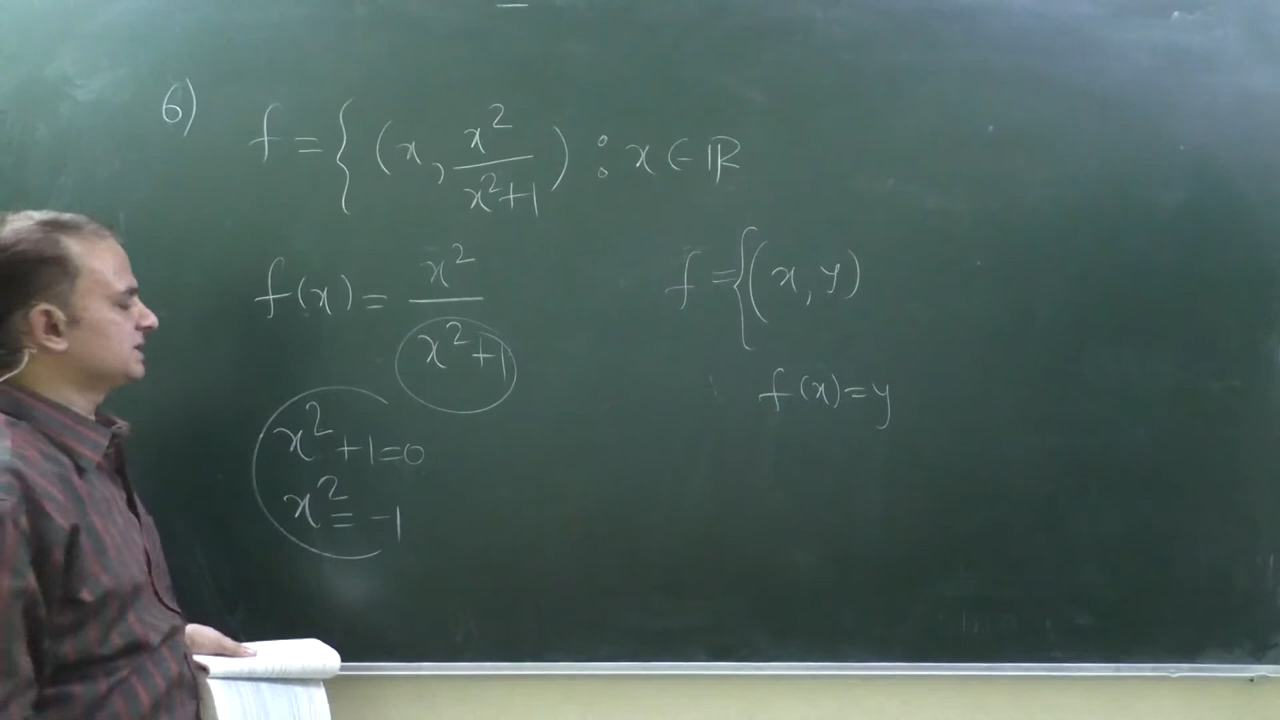 6) f = { (x, x²/x²+1) : x ∈ ℝ
f(x) = x²/x²+1
f = {(x, y)
f(x) = y
x² + 1 = 0
x² = -1